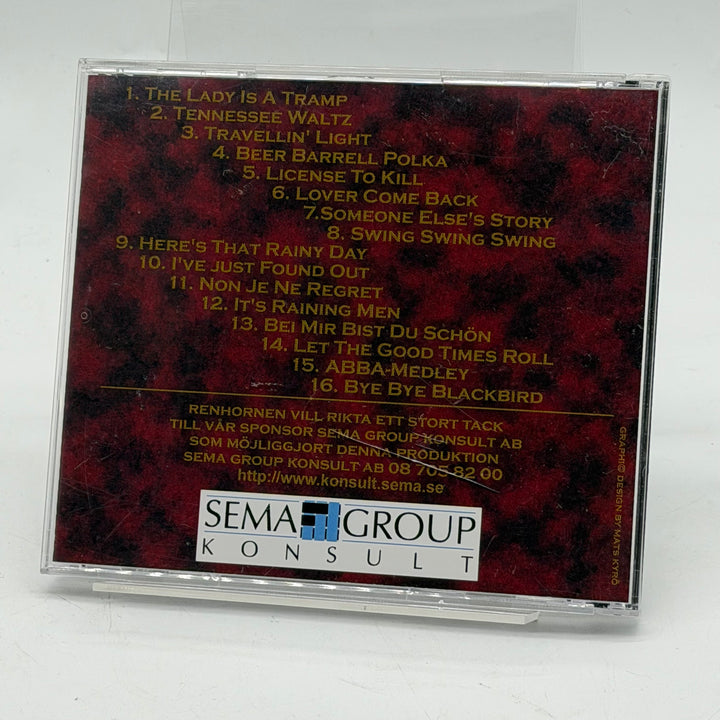 1. THE LADY IS A TRAMP
2. TENNESSEE WALTZ
3. TRAVELLIN' LIGHT
4. BEER BARRELL POLKA
5. LICENSE TO KILL
6. LOVER COME BACK
7.SOMEONE ELSE'S STORY
8. SWING SWING SWING
9. HERE'S THAT RAINY DAY
10. I'VE JUST FOUND OUT
11. NON JE NE REGRET
12. IT'S RAINING MEN
13. BEI MIR BIST DU SCHÖN
14. LET THE GOOD TIMES ROLL
15. ABBA-MEDLEY
16. BYE BYE BLACKBIRD
RENHORNEN VILL RIKTA ETT STORT TACK
TILL VÅR SPONSOR SEMA GROUP KONSULT AB
SOM MÖJLIGGJORT DENNA PRODUKTION
SEMA GROUP KONSULT AB 08 705 82 00
http://www.konsult.sema.se
SEMA GROUP
KONSULT
GRAPHI© DESIGN BY MATS KYRÖ